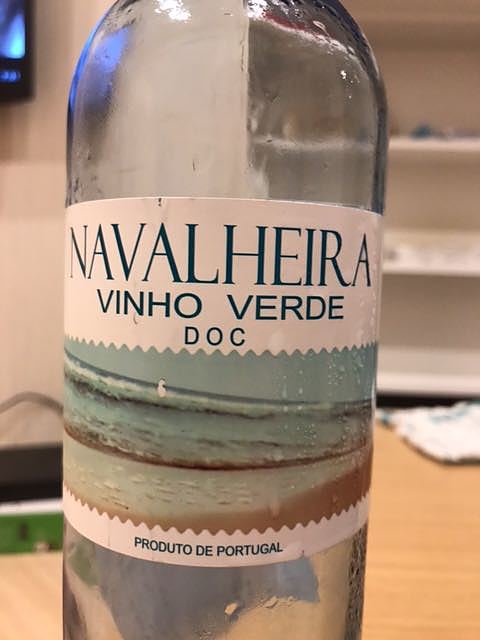 NAVALHEIRA
VINHO VERDE
DOC
PRODUTO DE PORTUGAL